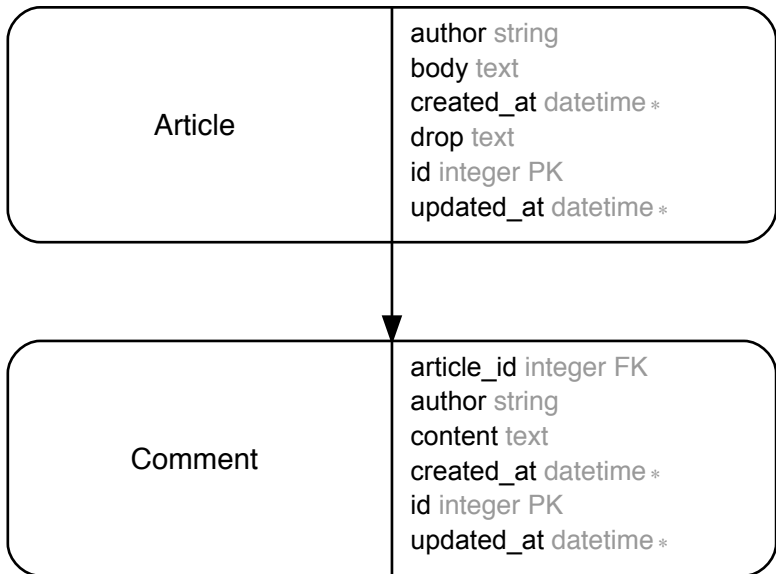 Article
author string
body text
created_at datetime *
drop text
id integer PK
updated_at datetime *
Comment
article_id integer FK
author string
content text
created_at datetime *
id integer PK
updated_at datetime *